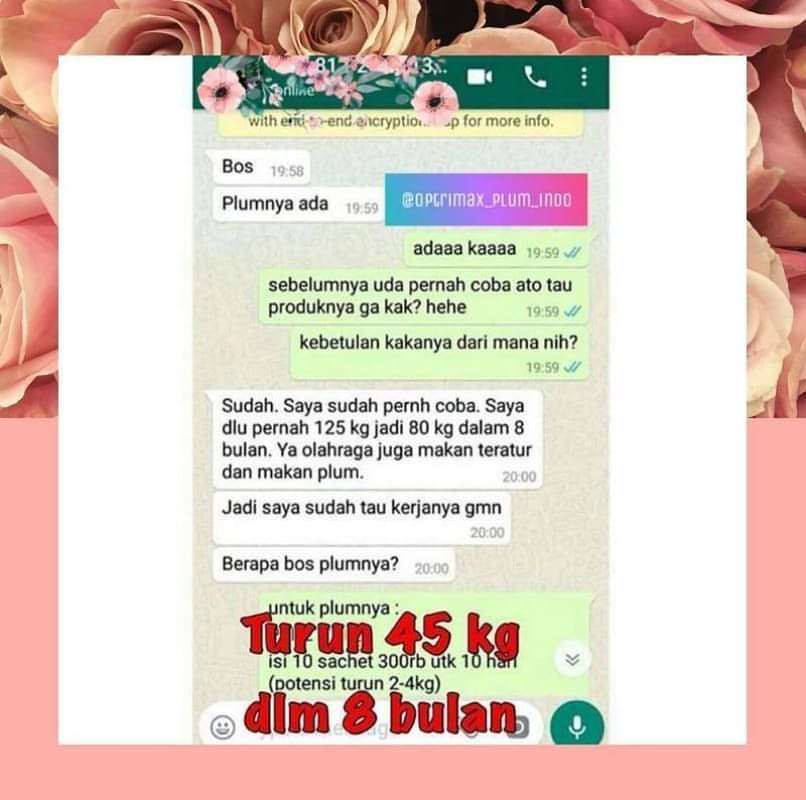 online
with end-to-end encryption. p for more info.
Bos 19:58
Plumnya ada 19:59
@OPTRIMAX_PLUM_INDO
adaaa kaaaa 19:59
sebelumnya uda pernah coba ato tau
produknya ga kak? hehe 19:59
kebetulan kakanya dari mana nih?
19:59
Sudah. Saya sudah pernh coba. Saya
dlu pernah 125 kg jadi 80 kg dalam 8
bulan. Ya olahraga juga makan teratur
dan makan plum. 20:00
Jadi saya sudah tau kerjanya gmn
20:00
Berapa bos plumnya? 20:00
untuk plumnya :
Turun 45 kg
isi 10 sachet 300rb utk 10 hari
(potensi turun 2-4kg)
dlm 8 bulan